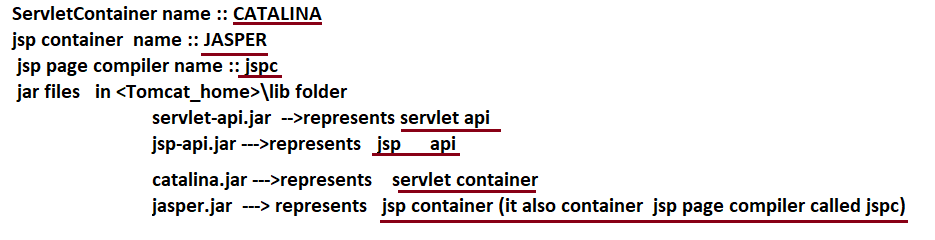 ServletContainer name :: CATALINA
jsp container name :: JASPER
jsp page compiler name :: jspc
jar files in <Tomcat_home>\lib folder
servlet-api.jar -->represents servlet api
jsp-api.jar --->represents jsp api
catalina.jar --->represents servlet container
jasper.jar ---> represents jsp container (it also container jsp page compiler called jspc)